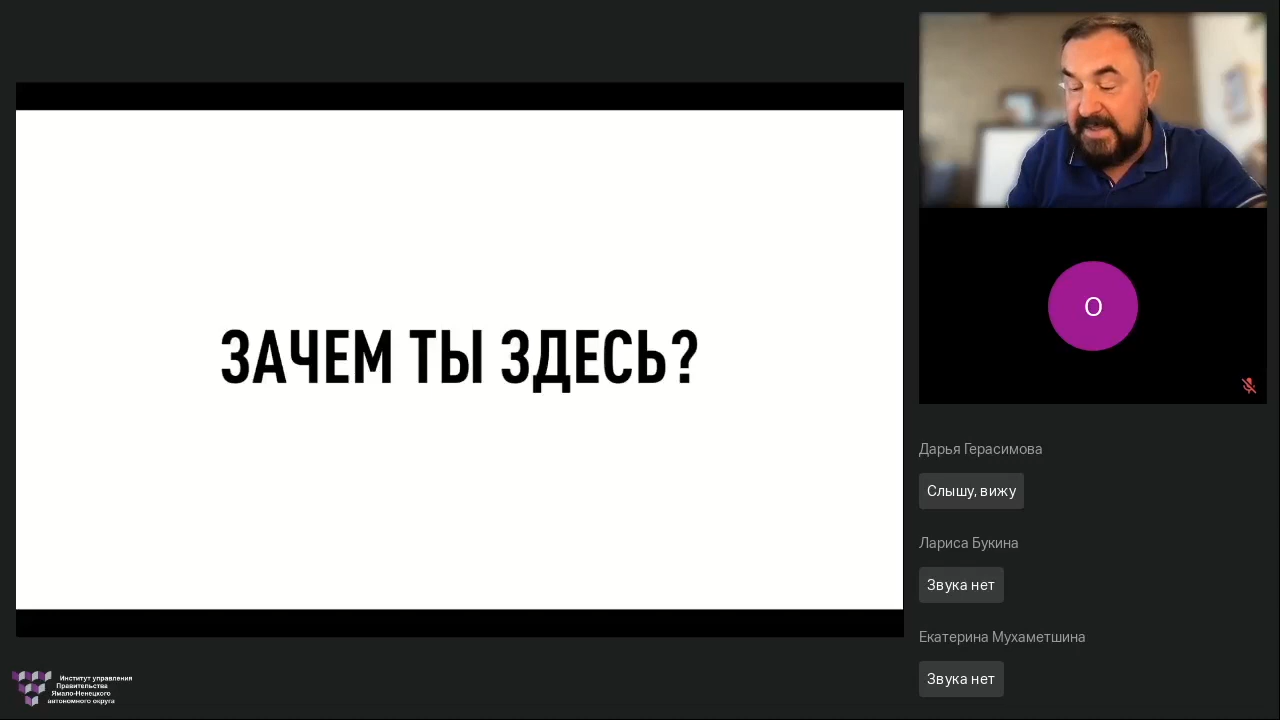 ЗАЧЕМ ТЫ ЗДЕСЬ?
О
Дарья Герасимова
Слышу, вижу
Лариса Букина
Звука нет
Екатерина Мухаметшина
Звука нет
Институт управления
Правительства
Ямало-Ненецкого
автономного округа